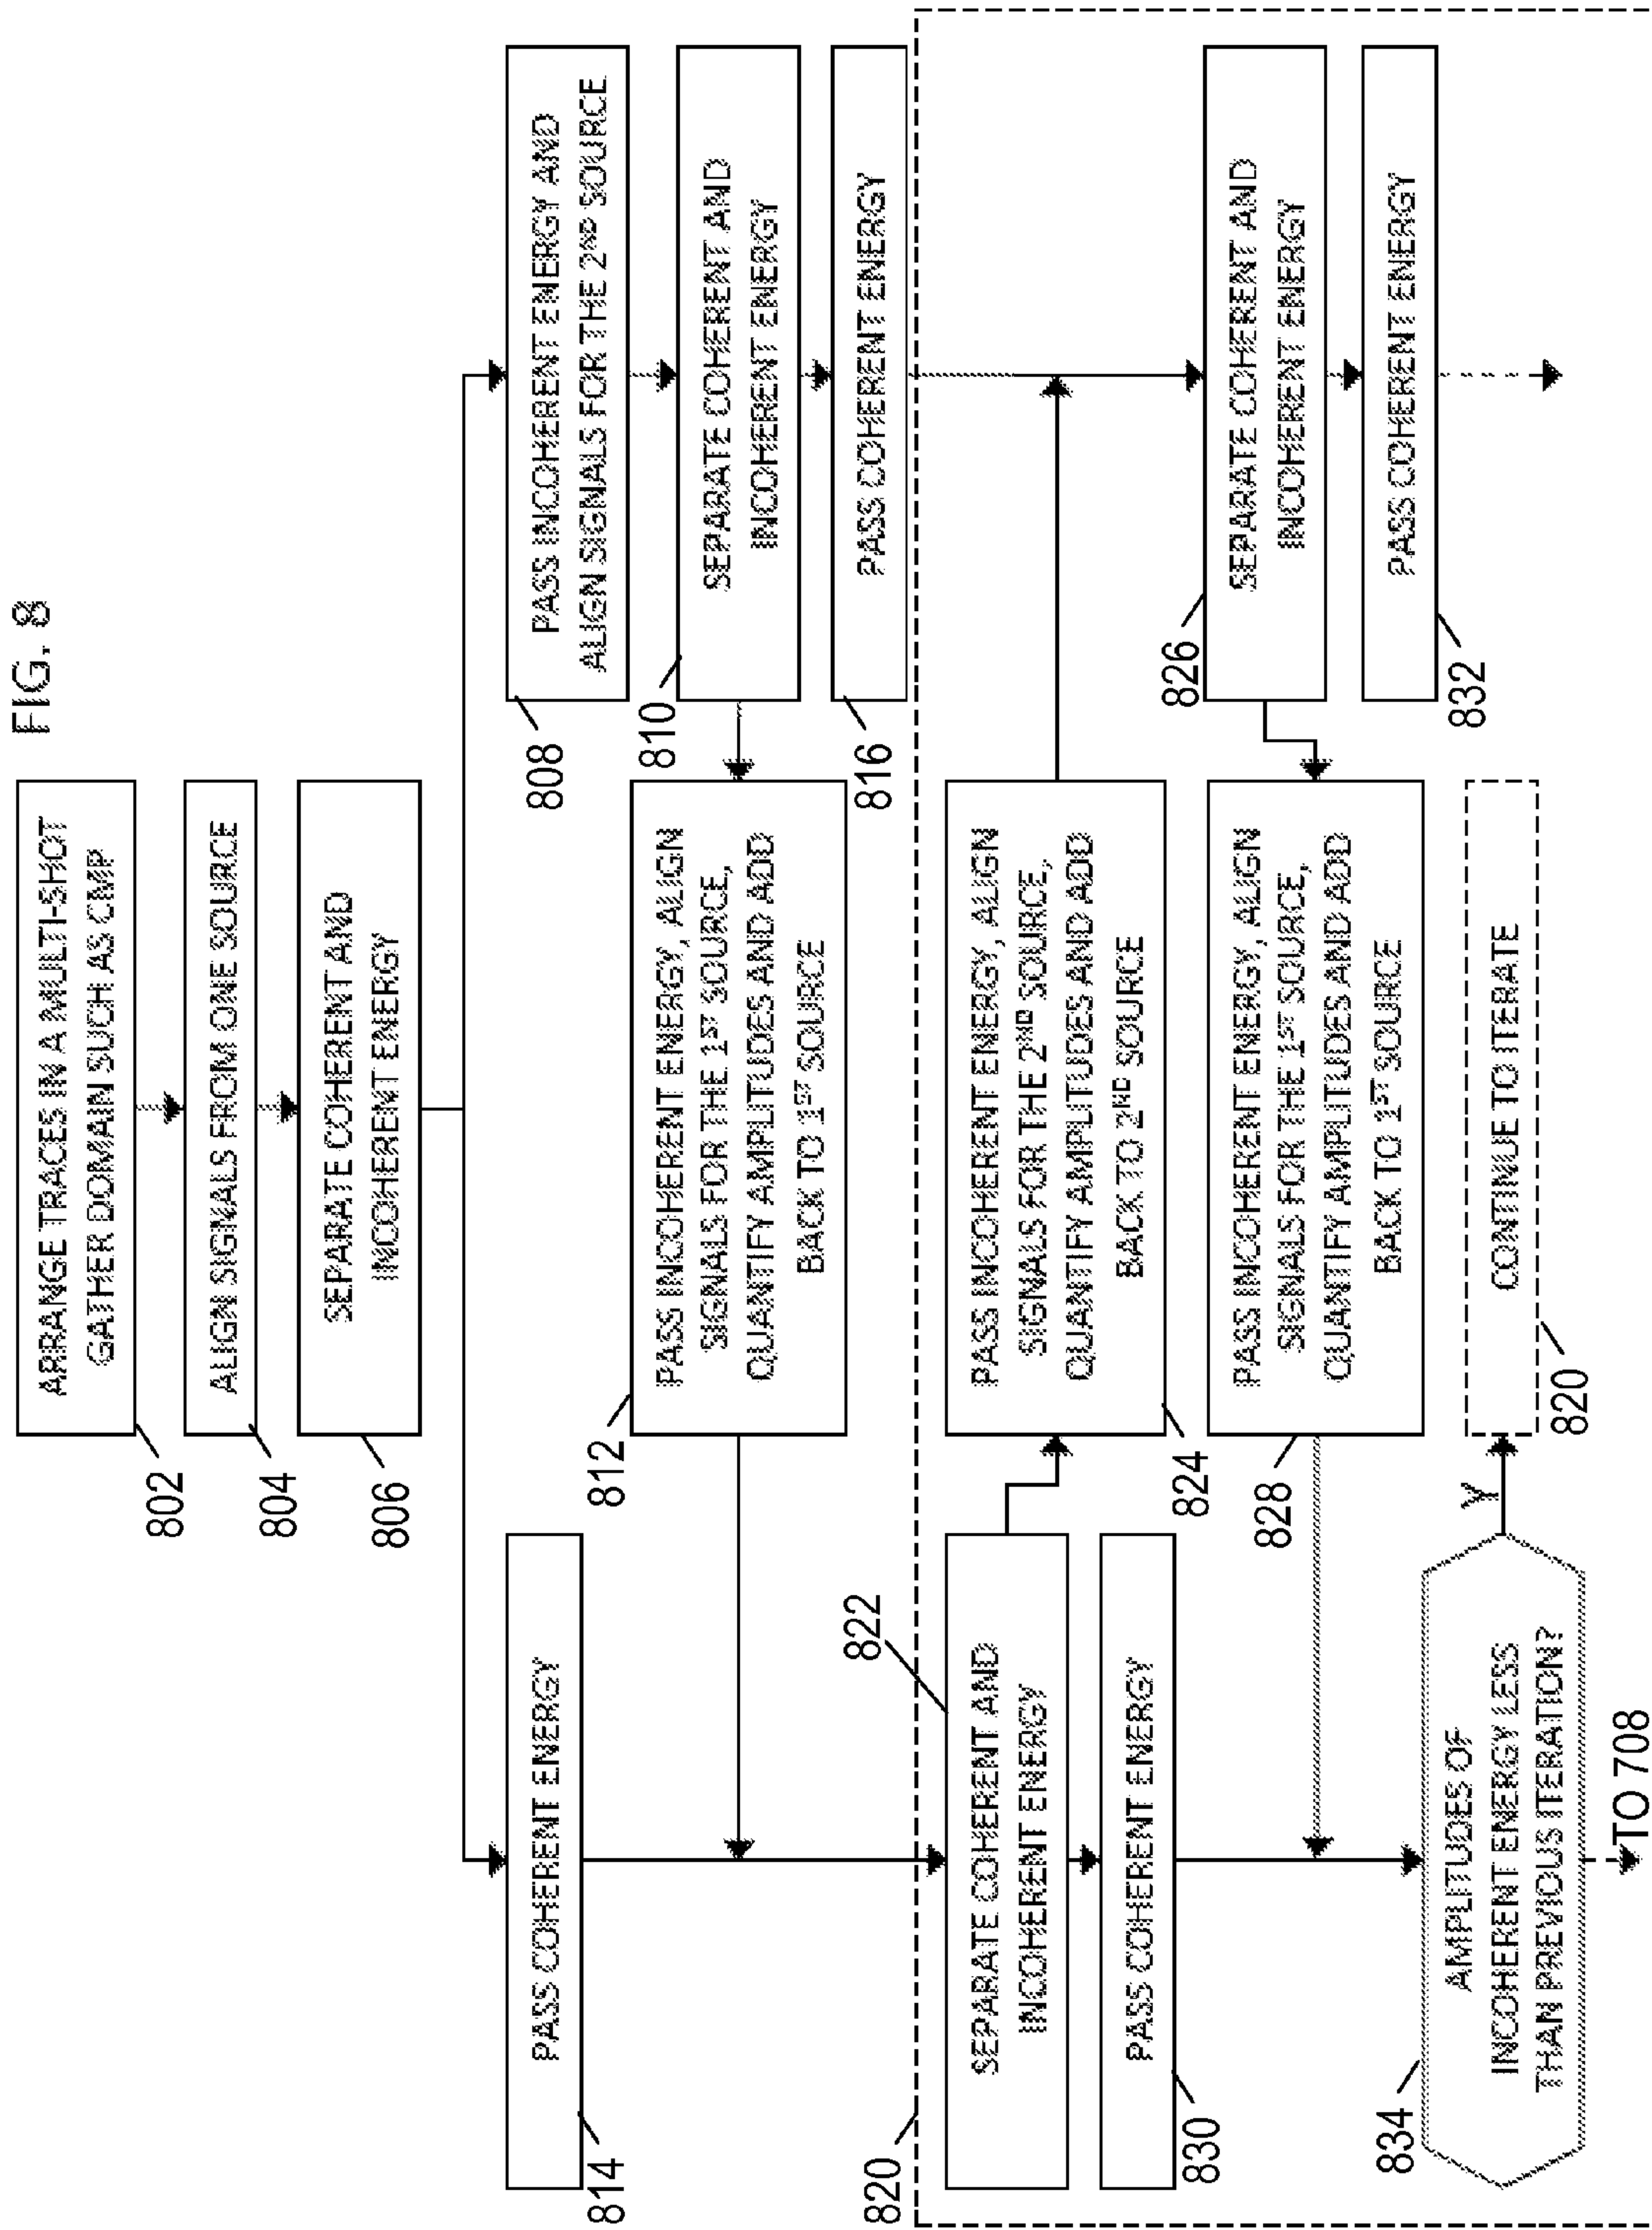 FIG. 8
ARRANGE TRACES IN A MULTI-SHOT
GATHER DOMAIN SUCH AS CMP
802
ALIGN SIGNALS FROM ONE SOURCE
804
SEPARATE COHERENT AND
INCOHERENT ENERGY
806
PASS COHERENT ENERGY
814
PASS INCOHERENT ENERGY AND
ALIGN SIGNALS FOR THE 2ND SOURCE
808
SEPARATE COHERENT AND
INCOHERENT ENERGY
810
PASS INCOHERENT ENERGY, ALIGN
SIGNALS FOR THE 1ST SOURCE,
QUANTIFY AMPLITUDES AND ADD
BACK TO 1ST SOURCE
812
PASS COHERENT ENERGY
816
820
SEPARATE COHERENT AND
INCOHERENT ENERGY
822
PASS INCOHERENT ENERGY, ALIGN
SIGNALS FOR THE 2ND SOURCE,
QUANTIFY AMPLITUDES AND ADD
BACK TO 2ND SOURCE
824
PASS COHERENT ENERGY
830
SEPARATE COHERENT AND
INCOHERENT ENERGY
826
PASS INCOHERENT ENERGY, ALIGN
SIGNALS FOR THE 1ST SOURCE,
QUANTIFY AMPLITUDES AND ADD
BACK TO 1ST SOURCE
828
PASS COHERENT ENERGY
832
AMPLITUDES OF
INCOHERENT ENERGY LESS
THAN PREVIOUS ITERATION?
834
Y
CONTINUE TO ITERATE
820
TO 708